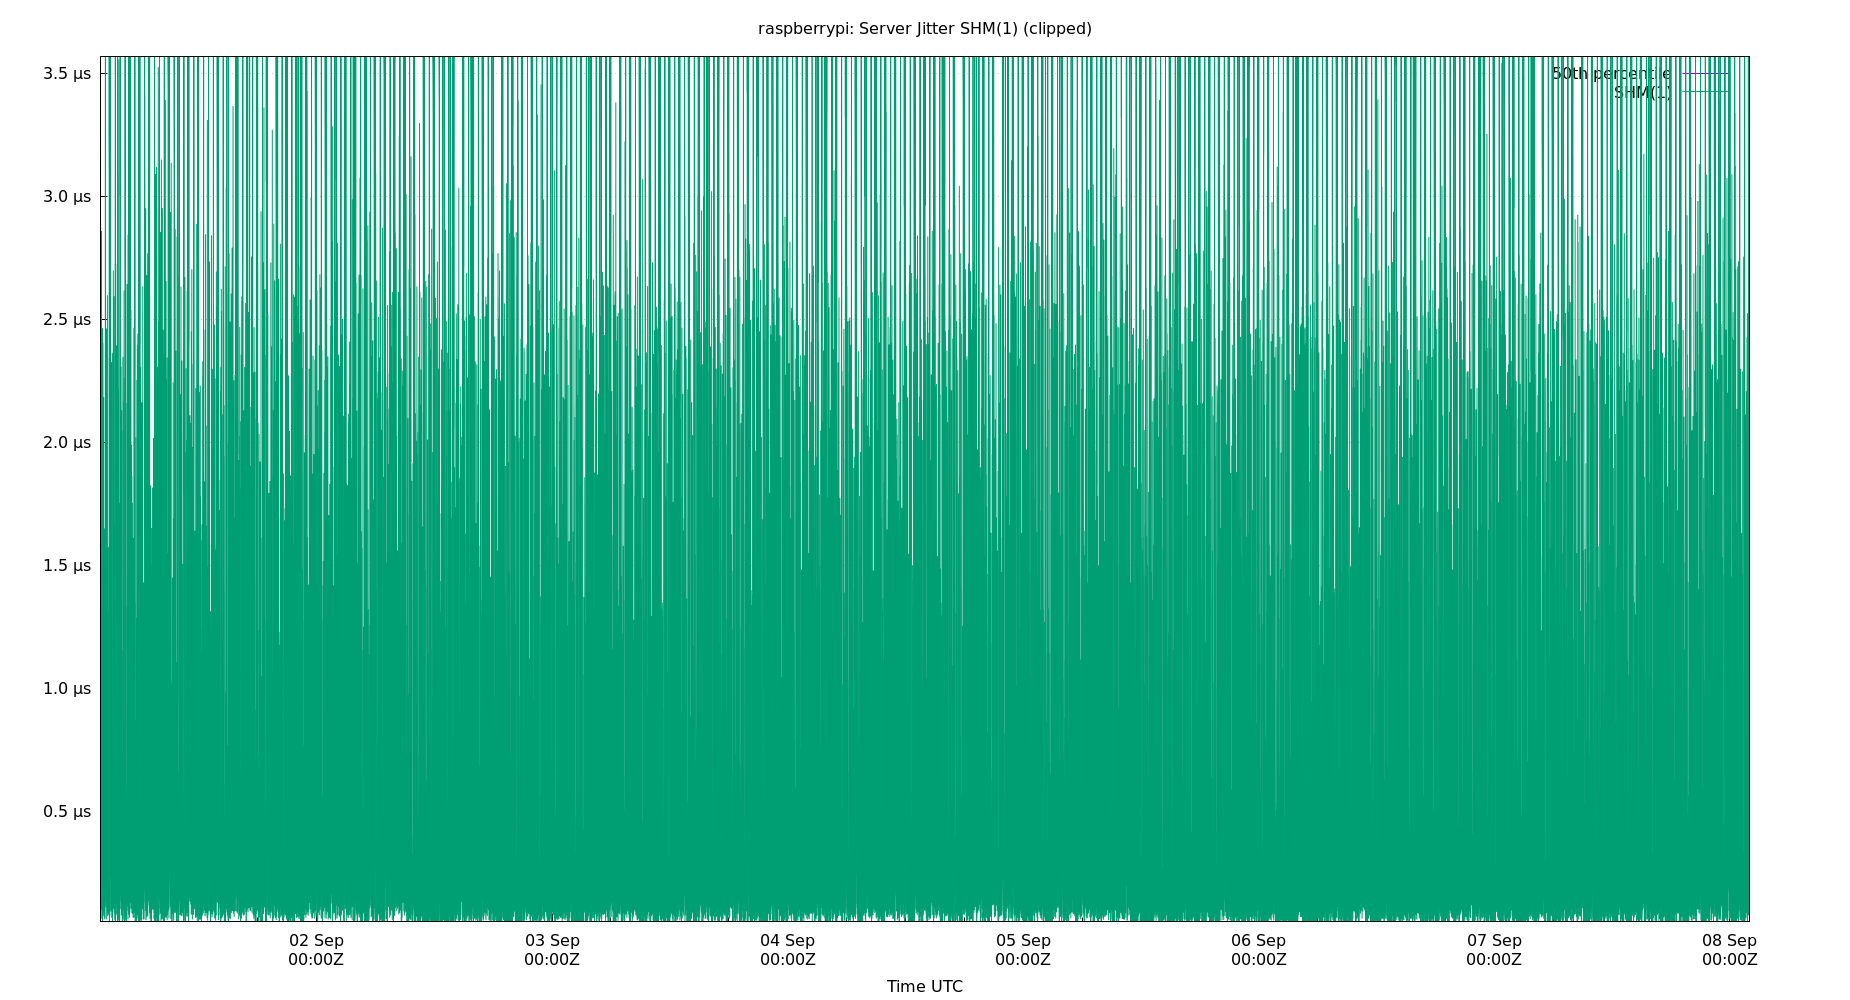 raspberrypi: Server Jitter SHM(1) (clipped)
3.5 µs
50th percentile
SHM(1)
3.0 µs
2.5 µs
2.0 µs
1.5 µs
1.0 µs
0.5 µs
02 Sep 03 Sep 04 Sep 05 Sep 06 Sep 07 Sep 08 Sep
00:00Z 00:00Z 00:00Z 00:00Z 00:00Z 00:00Z 00:00Z
Time UTC